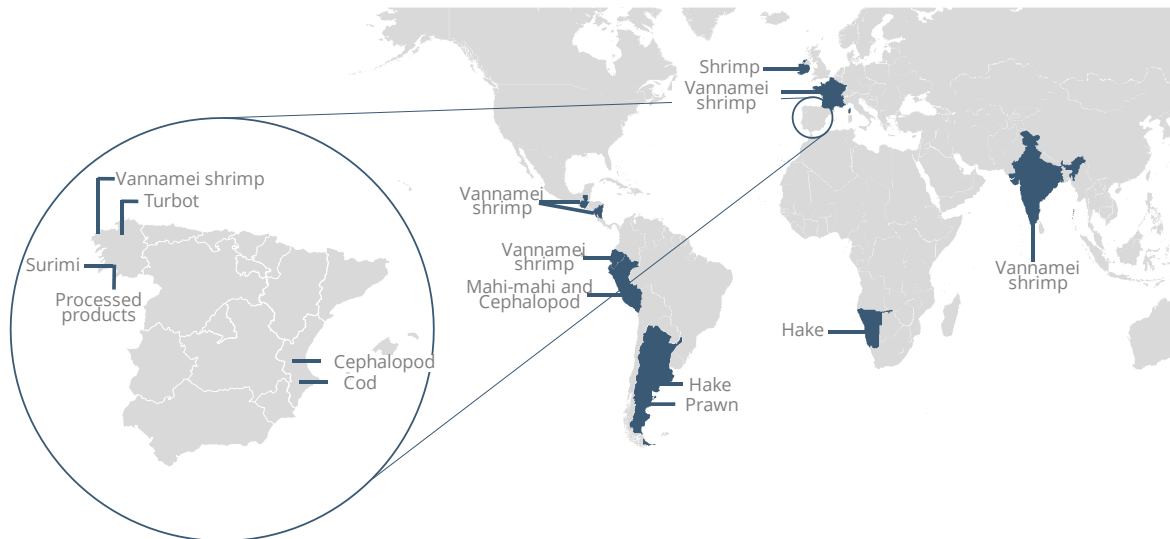 Shrimp
Vannamei
shrimp
Vannamei shrimp
Turbot
Vannamei
shrimp
Surimi
Vannamei
shrimp
Vannamei
shrimp
Processed
products
Mahi-mahi and
Cephalopod
Hake
Cephalopod
Cod
Hake
Prawn